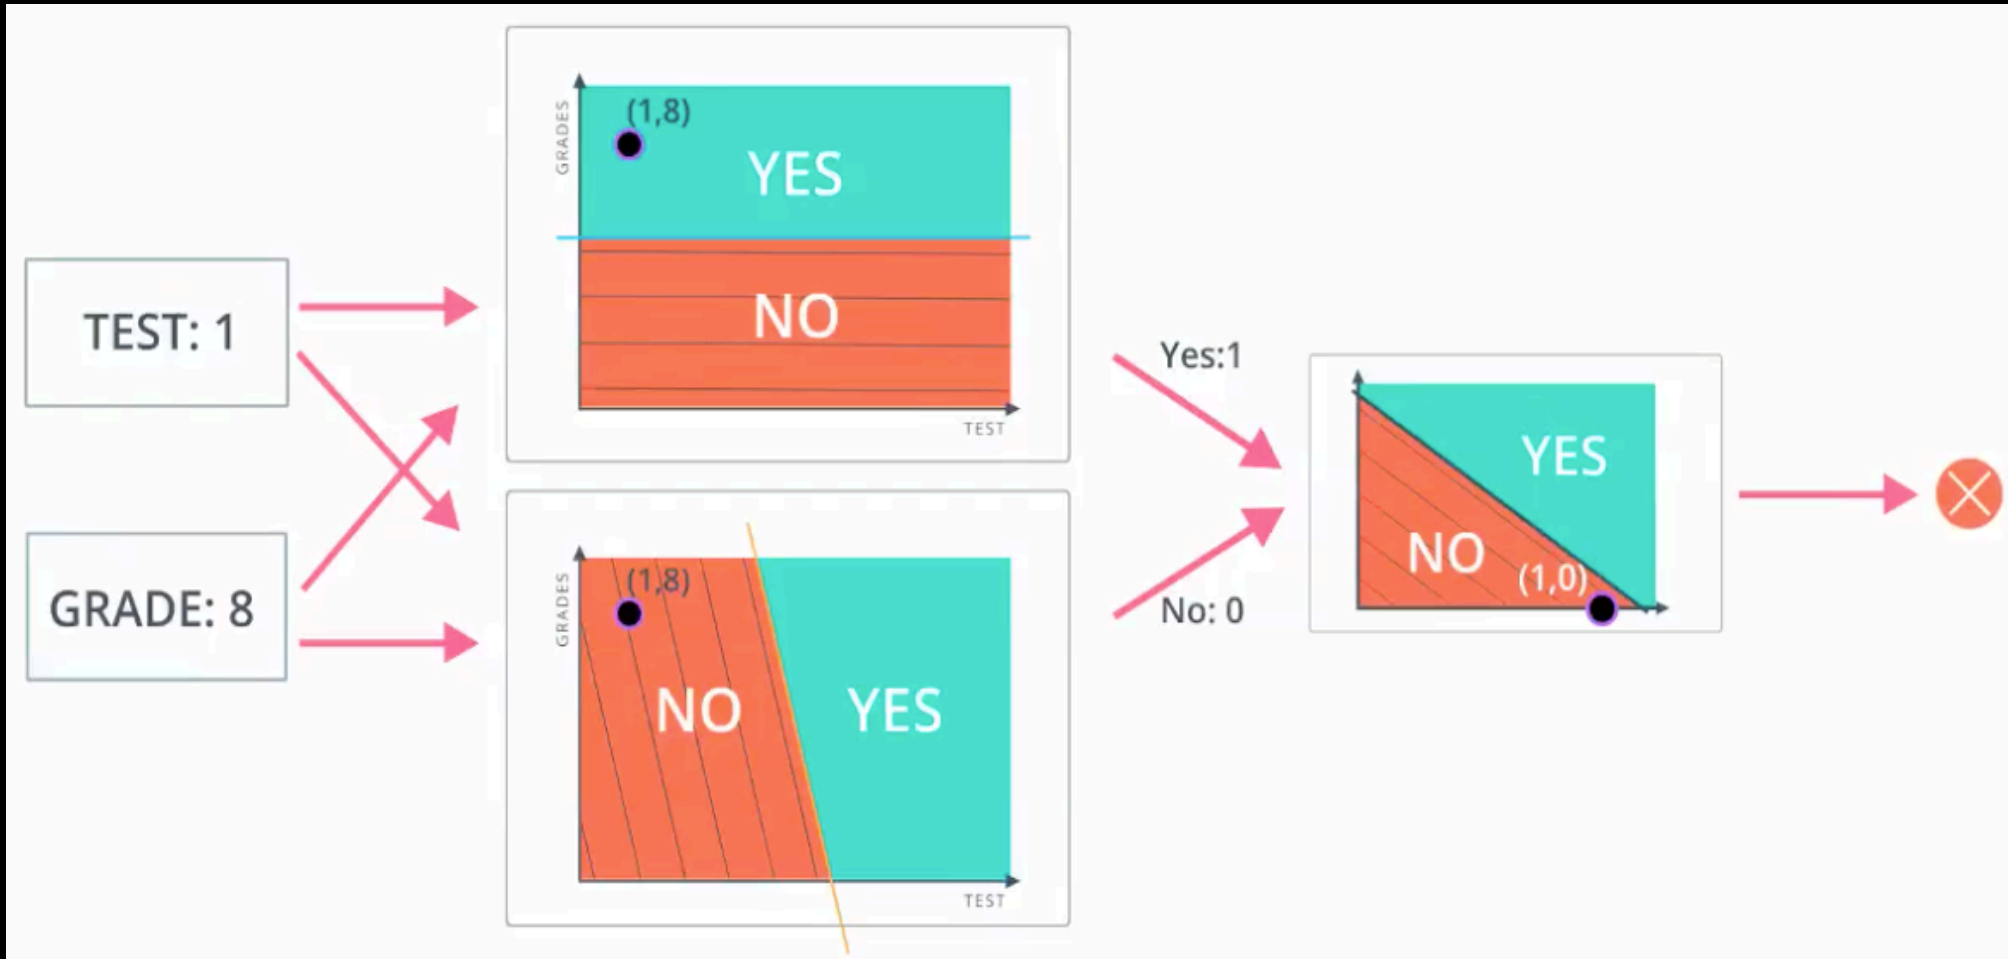 TEST: 1
GRADE: 8
GRADES
(1,8)
YES
NO
TEST
GRADES
(1,8)
NO
YES
TEST
Yes:1
No: 0
YES
NO
(1,0)